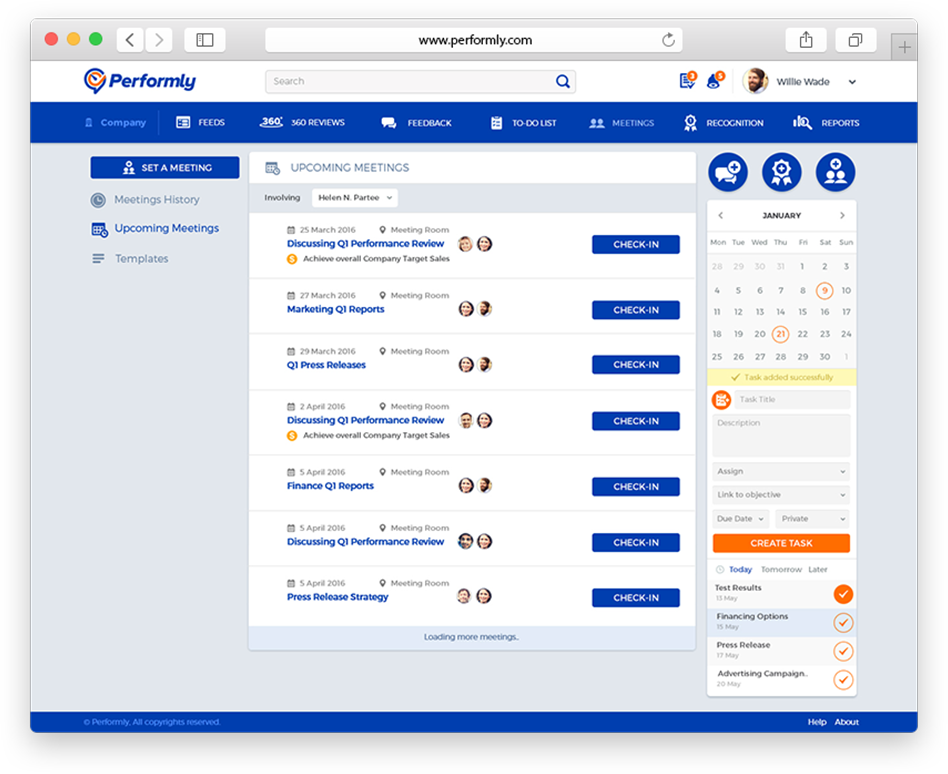 www.performly.com
Performly
Search
3
5
Willie Wade
Company
FEEDS
360°
360 REVIEWS
FEEDBACK
TO-DO LIST
MEETINGS
RECOGNITION
REPORTS
SET A MEETING
Meetings History
Upcoming Meetings
Templates
UPCOMING MEETINGS
Involving
Helen N. Partee
25 March 2016 Meeting Room
Discussing Q1 Performance Review
$ Achieve overall Company Target Sales
CHECK-IN
27 March 2016 Meeting Room
Marketing Q1 Reports
CHECK-IN
29 March 2016 Meeting Room
Q1 Press Releases
CHECK-IN
2 April 2016 Meeting Room
Discussing Q1 Performance Review
$ Achieve overall Company Target Sales
CHECK-IN
5 April 2016 Meeting Room
Finance Q1 Reports
CHECK-IN
5 April 2016 Meeting Room
Discussing Q1 Performance Review
CHECK-IN
5 April 2016 Meeting Room
Press Release Strategy
CHECK-IN
Loading more meetings..
JANUARY
Mon Tue Wed Thu Fri Sat Sun
28 29 30 31 1 2 3
4 5 6 7 8 9 10
11 12 13 14 15 16 17
18 19 20 21 22 23 24
25 26 27 28 29 30 1
Task added successfully
Task Title
Description
Assign
Link to objective
Due Date Private
CREATE TASK
Today Tomorrow Later
Test Results
13 May
Financing Options
15 May
Press Release
17 May
Advertising Campaign..
20 May
© Performly, All copyrights reserved.
Help About